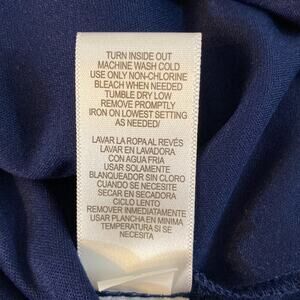 TURN INSIDE OUT
MACHINE WASH COLD
USE ONLY NON-CHLORINE
BLEACH WHEN NEEDED
TUMBLE DRY LOW
REMOVE PROMPTLY
IRON ON LOWEST SETTING
AS NEEDED/
LAVAR LA ROPA AL REVÉS
LAVAR EN LAVADORA
CON AGUA FRIA
USAR SOLAMENTE
BLANQUEADOR SIN CLORO
CUANDO SE NECESITE
SECAR EN SECADORA
CICLO LENTO
REMOVER INMEDIATAMENTE
USAR PLANCHA EN MINIMA
TEMPERATURA SI SE
NECESITA